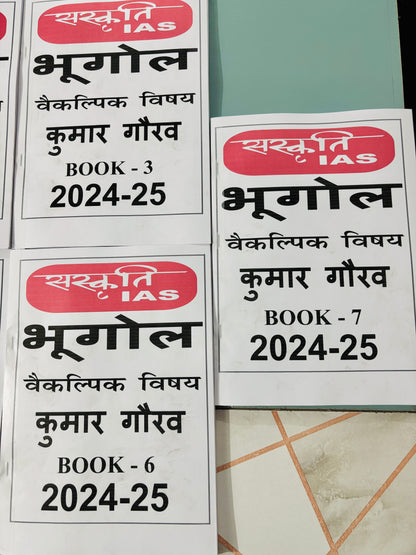 संस्कृति
IAS
भूगोल
वैकल्पिक विषय
कुमार गौरव
BOOK - 3
2024-25
संस्कृति
IAS
भूगोल
वैकल्पिक विषय
कुमार गौरव
BOOK - 7
2024-25
संस्कृति
IAS
भूगोल
वैकल्पिक विषय
कुमार गौरव
BOOK - 6
2024-25